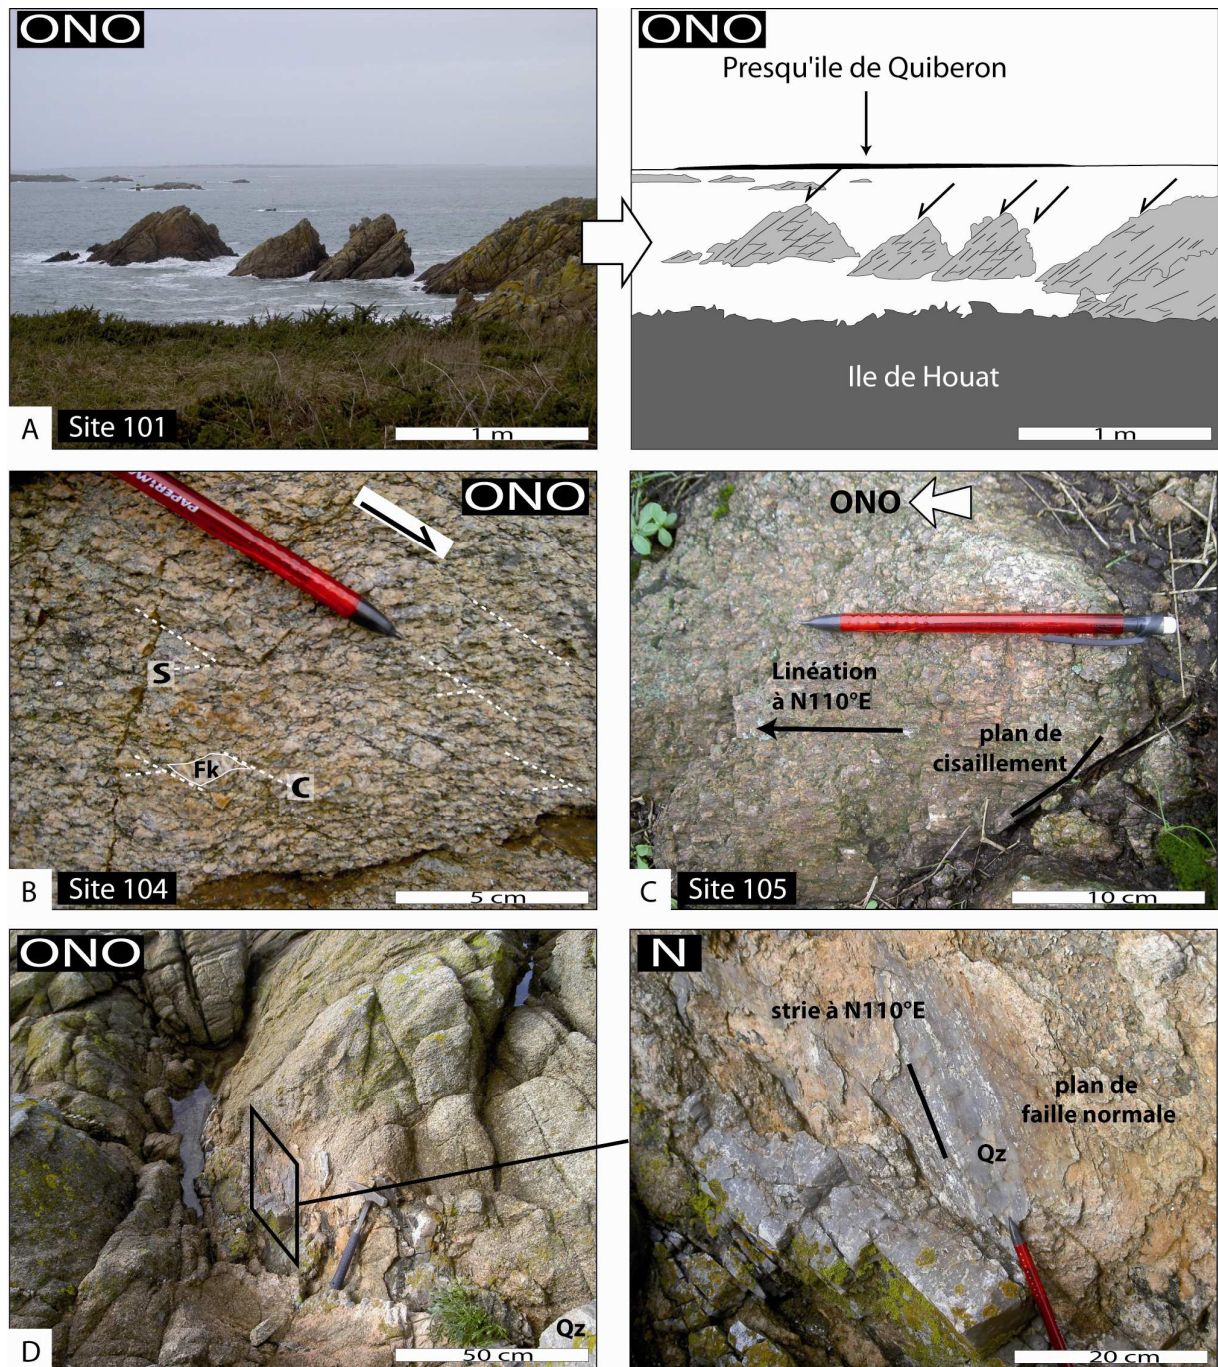 ONO
ONO
Presqu'ile de Quiberon
Ile de Houat
A
Site 101
1 m
1 m
PAPER:M
ONO
S
Fk
C
B
Site 104
5 cm
ONO
Linéation
à N110°E
plan de
cisaillement
C
Site 105
10 cm
ONO
Qz
D
50 cm
N
strie à N110°E
plan de
faille normale
Qz
20 cm